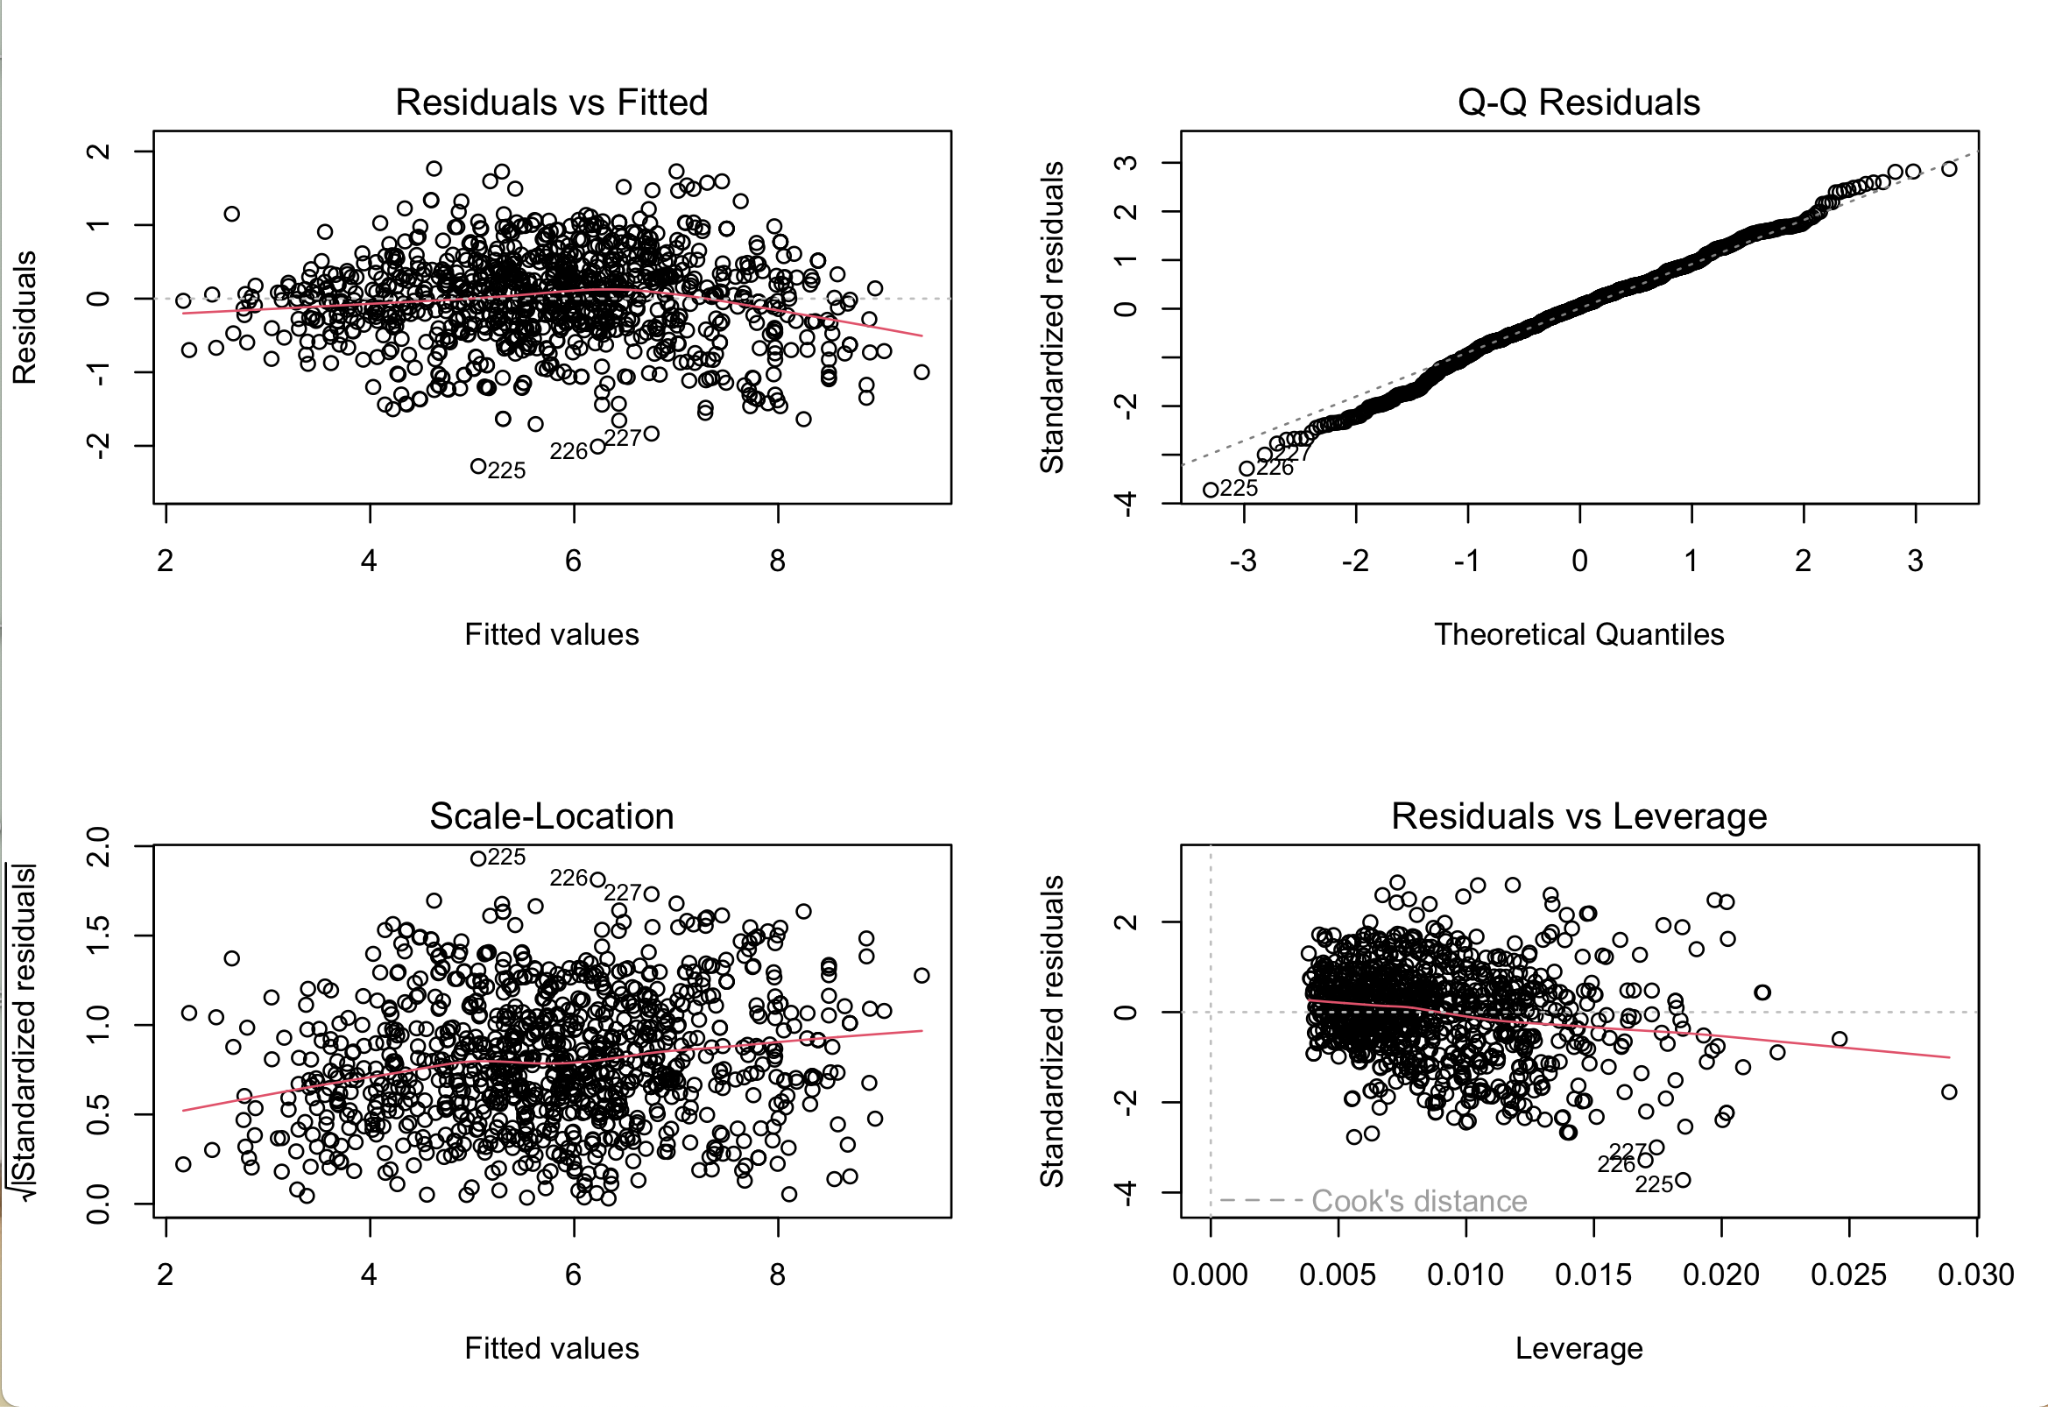 Residuals vs Fitted
Residuals
2
1
0
-1
-2
226
227
225
2 4 6 8
Fitted values
Q-Q Residuals
Standardized residuals
3
2
1
0
-2
-4
227
226
225
-3 -2 -1 0 1 2 3
Theoretical Quantiles
Scale-Location
√|Standardized residuals|
2.0
1.5
1.0
0.5
0.0
225
226
227
2 4 6 8
Fitted values
Residuals vs Leverage
Standardized residuals
2
0
-2
-4
227
226
225
Cook's distance
0.000 0.005 0.010 0.015 0.020 0.025 0.030
Leverage